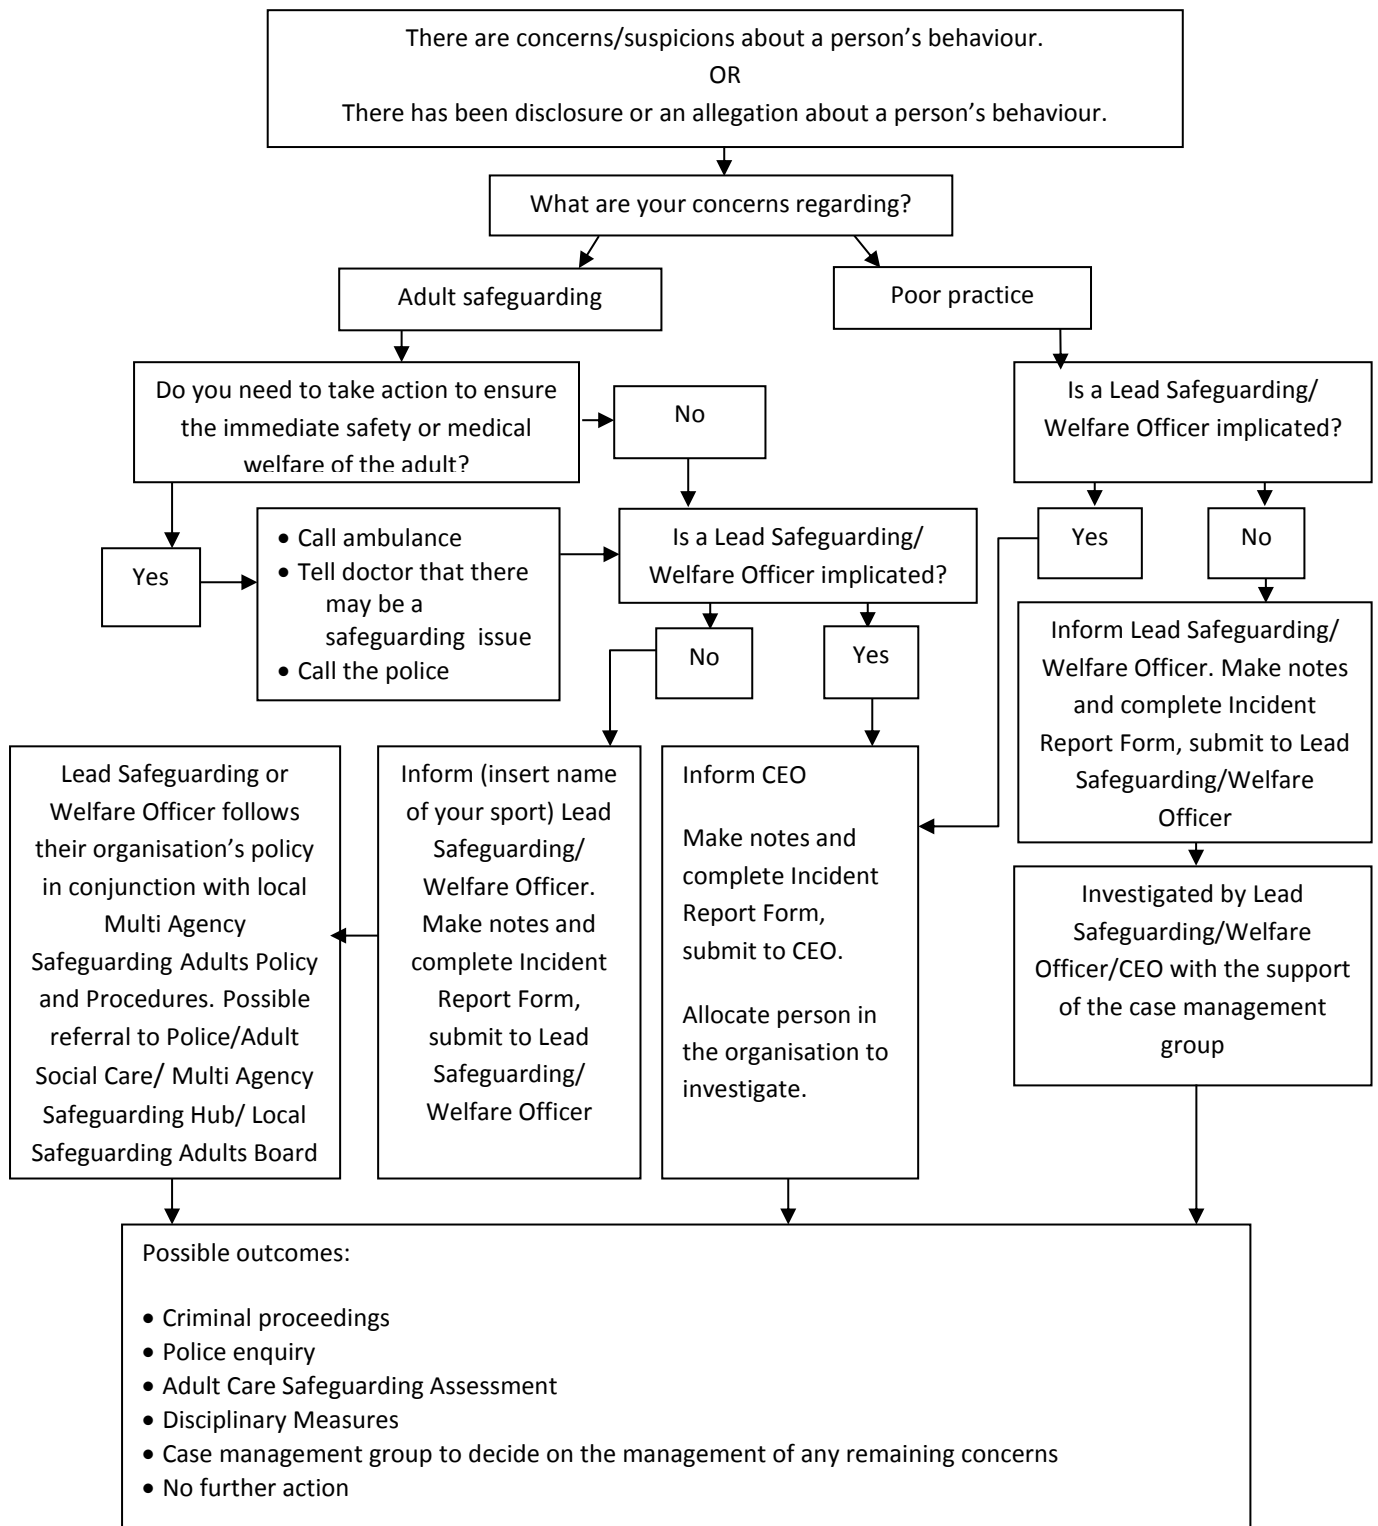 There are concerns/suspicions about a person’s behaviour.
OR
There has been disclosure or an allegation about a person’s behaviour.
What are your concerns regarding?
Adult safeguarding
Poor practice
Do you need to take action to ensure
the immediate safety or medical
welfare of the adult?
No
Is a Lead Safeguarding/
Welfare Officer implicated?
Yes
• Call ambulance
• Tell doctor that there
may be a
safeguarding issue
• Call the police
Is a Lead Safeguarding/
Welfare Officer implicated?
Yes
No
No
Yes
Inform Lead Safeguarding/
Welfare Officer. Make notes
and complete Incident
Report Form, submit to Lead
Safeguarding/Welfare
Officer
Lead Safeguarding or
Welfare Officer follows
their organisation’s policy
in conjunction with local
Multi Agency
Safeguarding Adults Policy
and Procedures. Possible
referral to Police/Adult
Social Care/ Multi Agency
Safeguarding Hub/ Local
Safeguarding Adults Board
Inform (insert name
of your sport) Lead
Safeguarding/
Welfare Officer.
Make notes and
complete Incident
Report Form,
submit to Lead
Safeguarding/
Welfare Officer
Inform CEO
Make notes and
complete Incident
Report Form,
submit to CEO.
Allocate person in
the organisation to
investigate.
Investigated by Lead
Safeguarding/Welfare
Officer/CEO with the support
of the case management
group
Possible outcomes:
• Criminal proceedings
• Police enquiry
• Adult Care Safeguarding Assessment
• Disciplinary Measures
• Case management group to decide on the management of any remaining concerns
• No further action